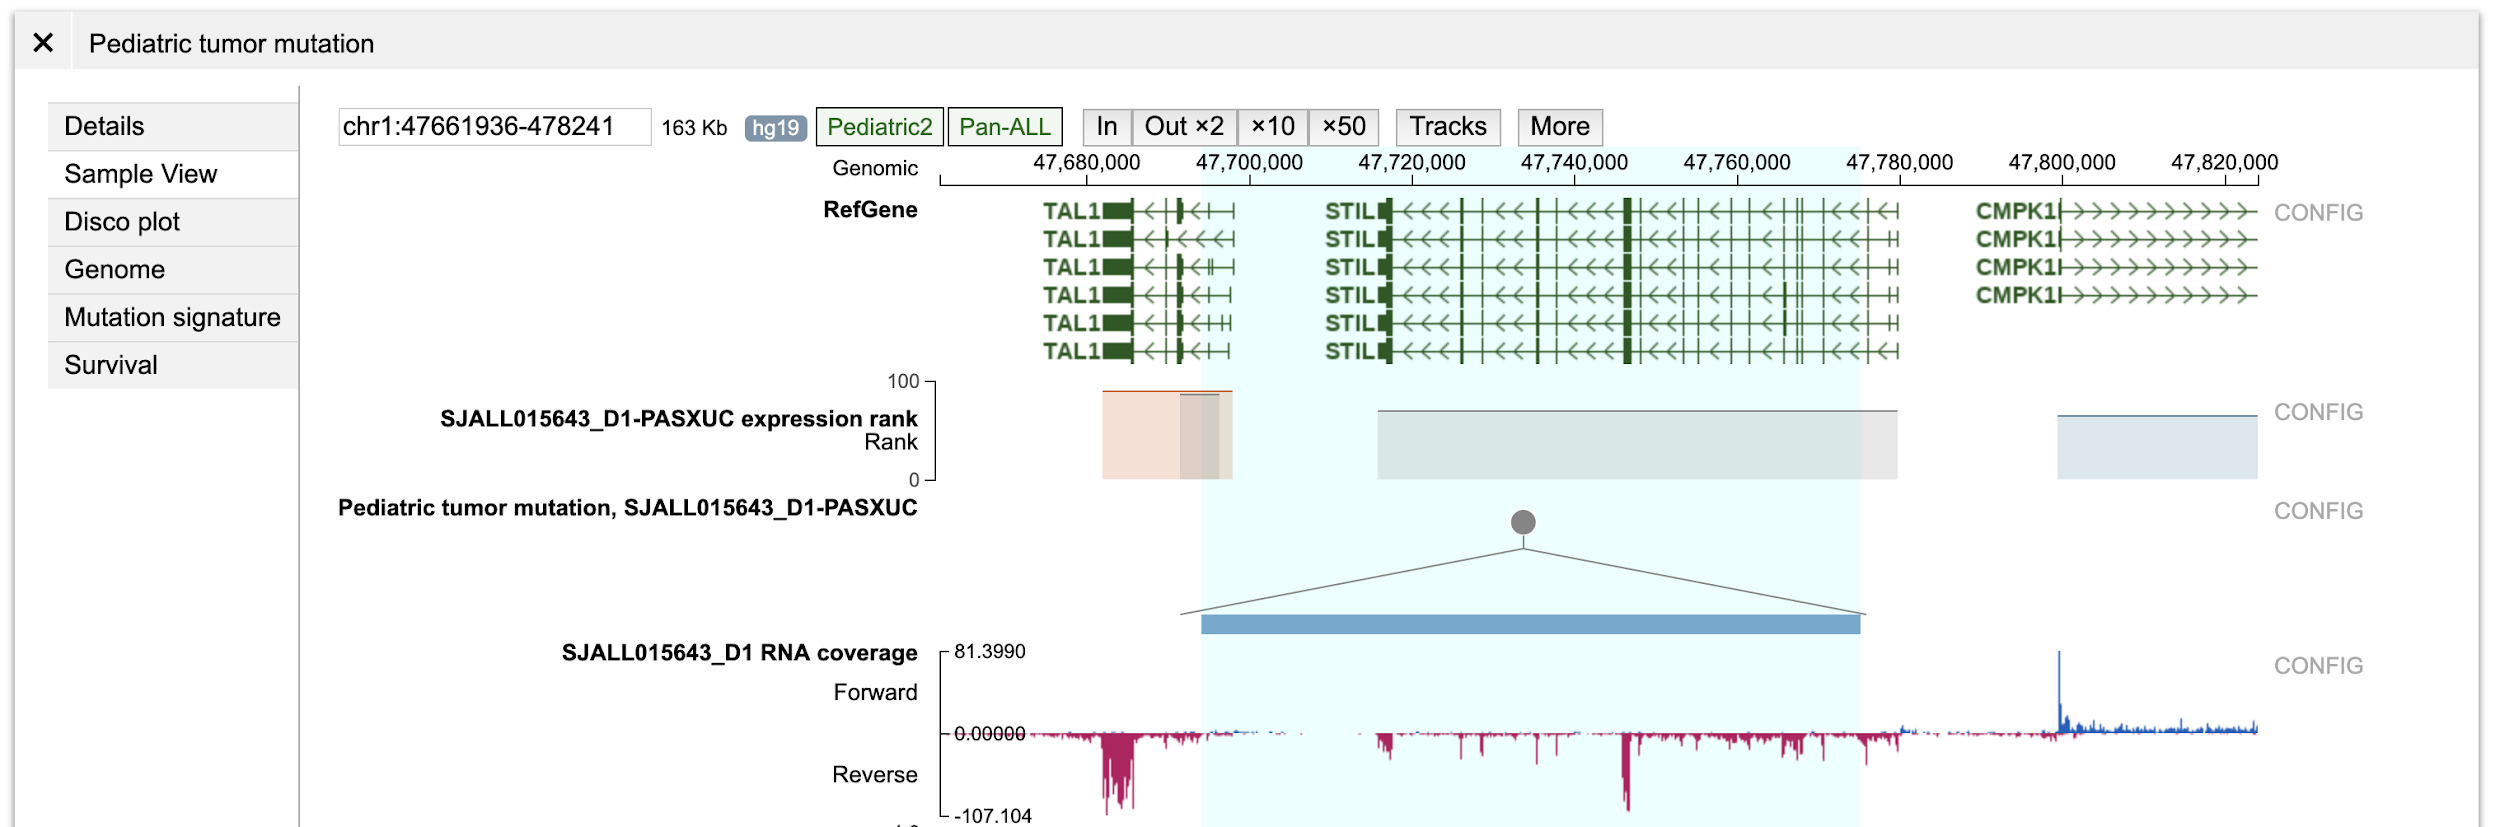 ✕ Pediatric tumor mutation
Details
Sample View
Disco plot
Genome
Mutation signature
Survival
chr1:47661936-478241 163 Kb hg19 Pediatric2 Pan-ALL In Out ×2 ×10 ×50 Tracks More
Genomic 47,680,000 47,700,000 47,720,000 47,740,000 47,760,000 47,780,000 47,800,000 47,820,000
RefGene TAL1 STIL CMPK1 CONFIG
TAL1 STIL CMPK1
TAL1 STIL CMPK1
TAL1 STIL CMPK1
TAL1 STIL
TAL1 STIL
100
SJALL015643_D1-PASXUC expression rank CONFIG
Rank
0
Pediatric tumor mutation, SJALL015643_D1-PASXUC CONFIG
SJALL015643_D1 RNA coverage 81.3990 CONFIG
Forward
0.00000
Reverse
-107.104